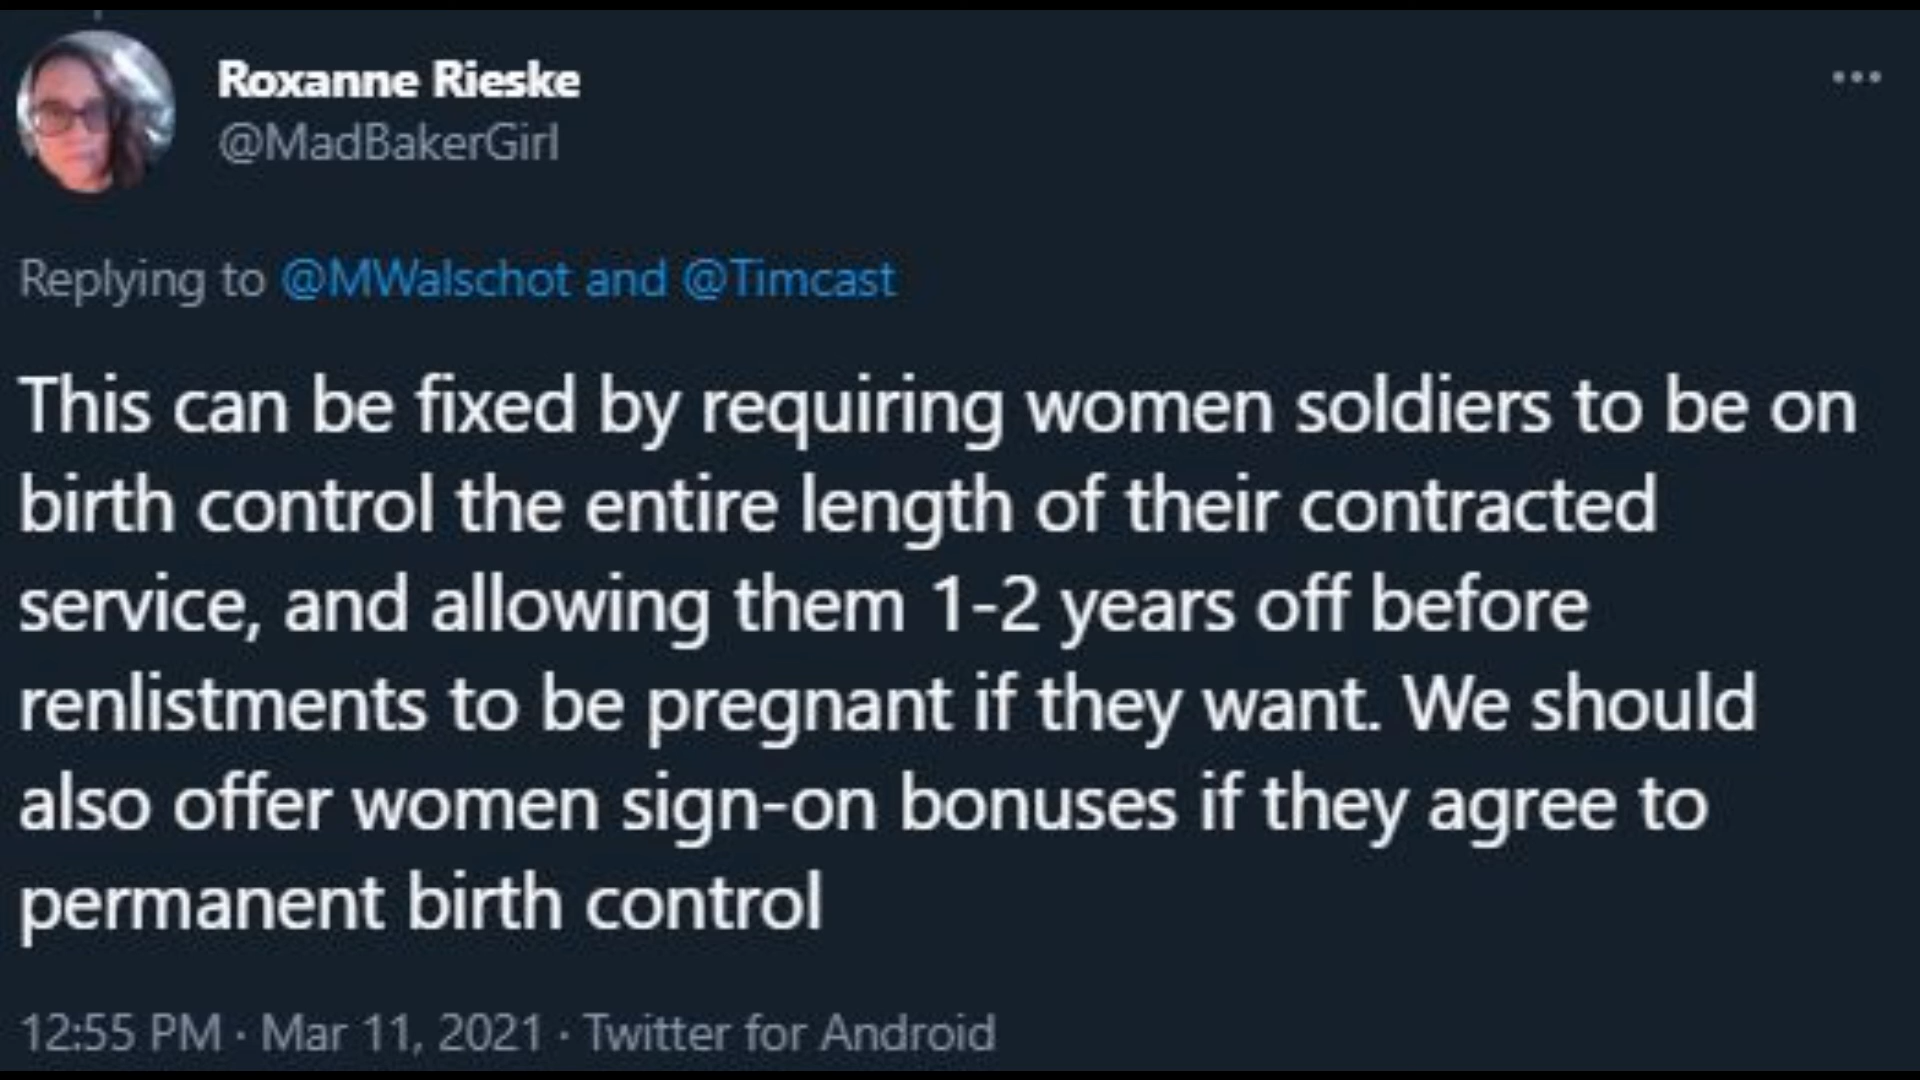 Roxanne Rieske
@MadBakerGirl
Replying to @MWalschot and @Timcast
This can be fixed by requiring women soldiers to be on
birth control the entire length of their contracted
service, and allowing them 1-2 years off before
renlistments to be pregnant if they want. We should
also offer women sign-on bonuses if they agree to
permanent birth control
12:55 PM · Mar 11, 2021 · Twitter for Android